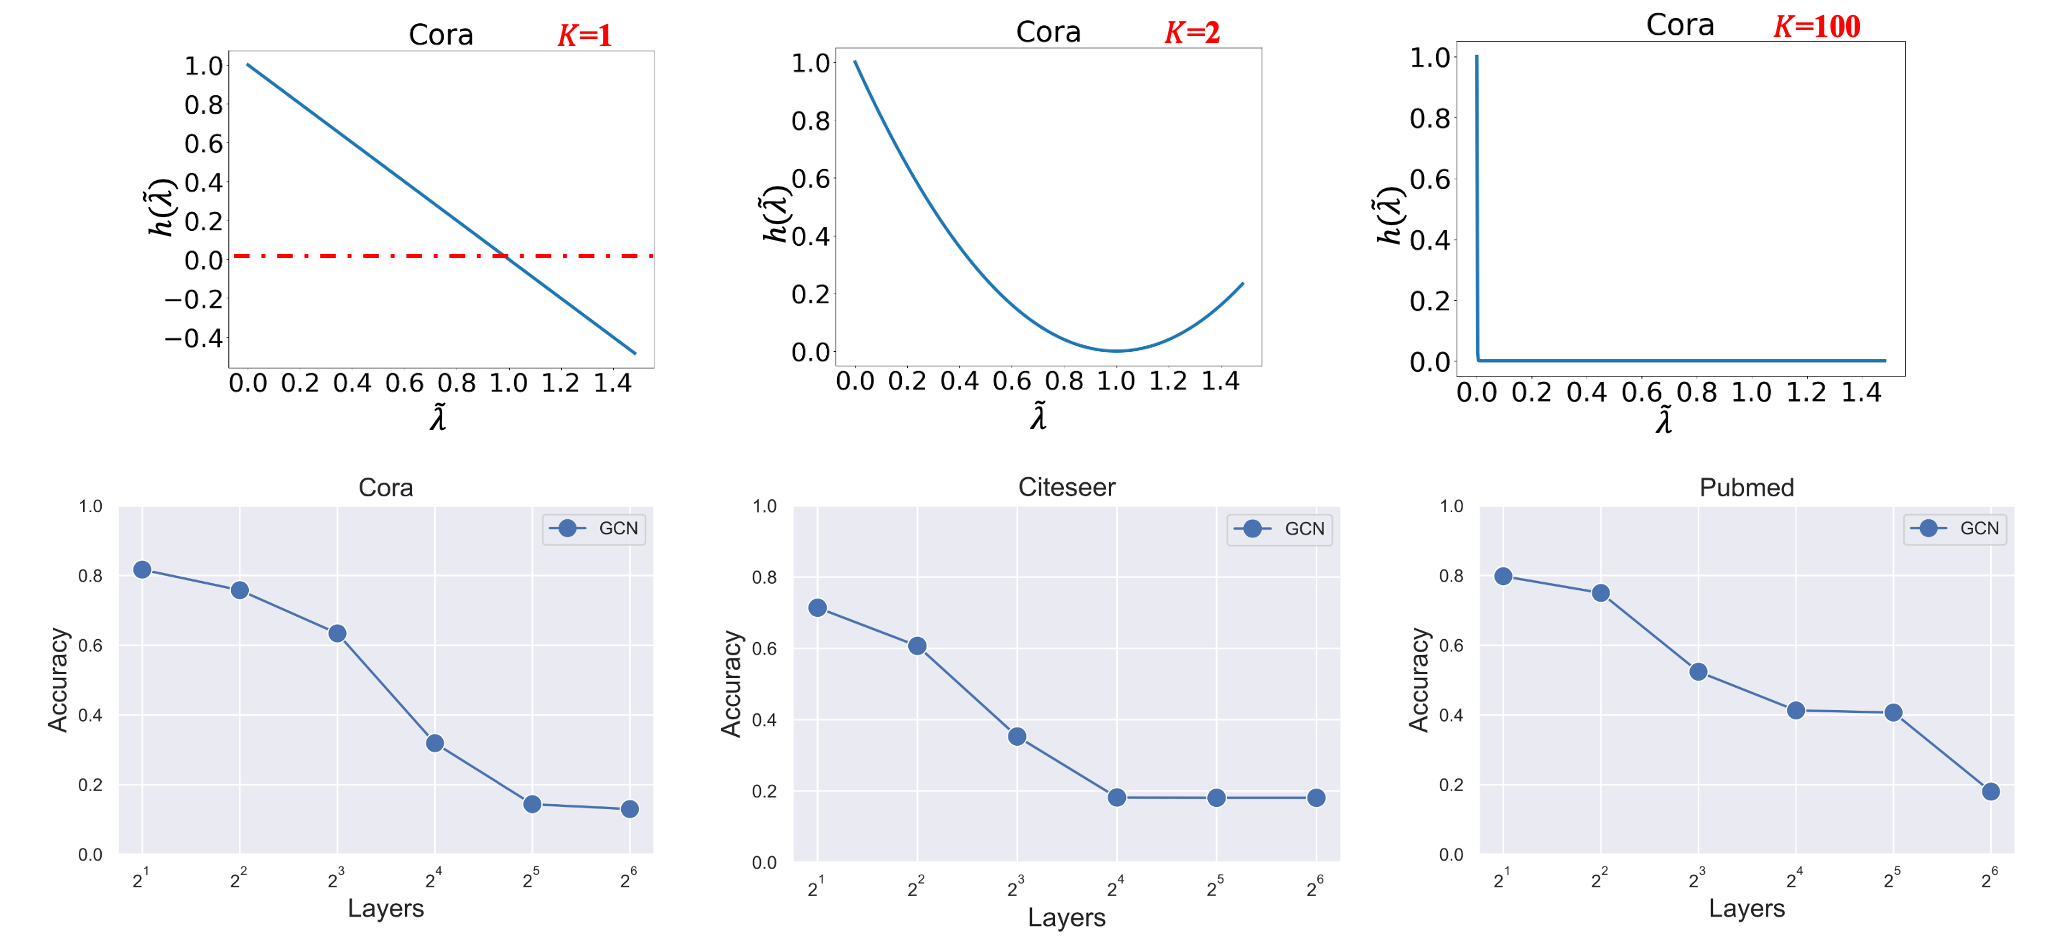 Cora K=1
1.0
0.8
0.6
0.4
0.2
0.0
−0.2
−0.4
h(λ̃)
0.0 0.2 0.4 0.6 0.8 1.0 1.2 1.4
λ̃
Cora K=2
1.0
0.8
0.6
0.4
0.2
0.0
h(λ̃)
0.0 0.2 0.4 0.6 0.8 1.0 1.2 1.4
λ̃
Cora K=100
1.0
0.8
0.6
0.4
0.2
0.0
h(λ̃)
0.0 0.2 0.4 0.6 0.8 1.0 1.2 1.4
λ̃
Cora
GCN
1.0
0.8
0.6
0.4
0.2
0.0
Accuracy
2¹ 2² 2³ 2⁴ 2⁵ 2⁶
Layers
Citeseer
GCN
1.0
0.8
0.6
0.4
0.2
0.0
Accuracy
2¹ 2² 2³ 2⁴ 2⁵ 2⁶
Layers
Pubmed
GCN
1.0
0.8
0.6
0.4
0.2
0.0
Accuracy
2¹ 2² 2³ 2⁴ 2⁵ 2⁶
Layers